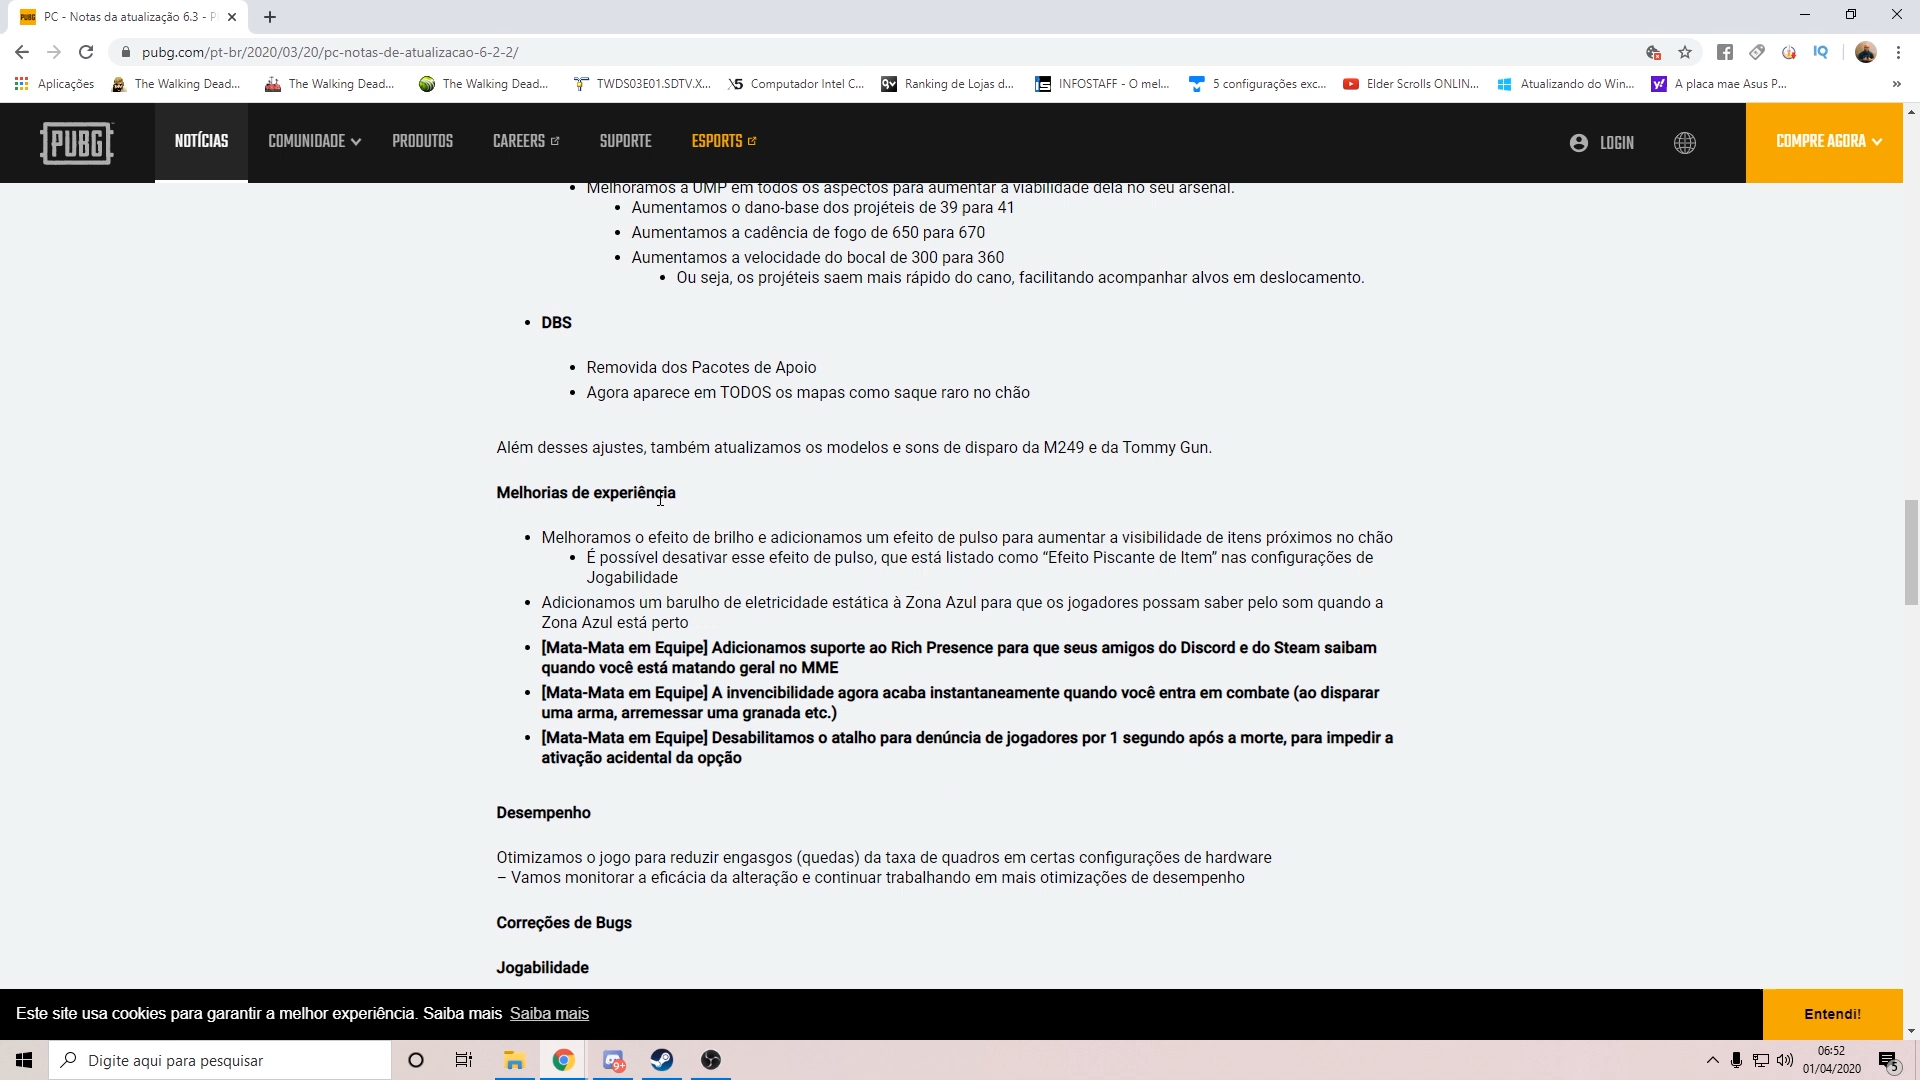 PC - Notas da atualização 6.3 - P
pubg.com/pt-br/2020/03/20/pc-notas-de-atualizacao-6-2-2/
Aplicações The Walking Dead... The Walking Dead... The Walking Dead... TWDS03E01.SDTV.X... Computador Intel C... Ranking de Lojas d... INFOSTAFF - O mel... 5 configurações exc... Elder Scrolls ONLIN... Atualizando do Win... A placa mae Asus P...
PUBG NOTÍCIAS COMUNIDADE PRODUTOS CAREERS SUPORTE ESPORTS LOGIN COMPRE AGORA
• Melhoramos a UMP em todos os aspectos para aumentar a viabilidade dela no seu arsenal.
• Aumentamos o dano-base dos projéteis de 39 para 41
• Aumentamos a cadência de fogo de 650 para 670
• Aumentamos a velocidade do bocal de 300 para 360
• Ou seja, os projéteis saem mais rápido do cano, facilitando acompanhar alvos em deslocamento.
• DBS
• Removida dos Pacotes de Apoio
• Agora aparece em TODOS os mapas como saque raro no chão
Além desses ajustes, também atualizamos os modelos e sons de disparo da M249 e da Tommy Gun.
Melhorias de experiência
• Melhoramos o efeito de brilho e adicionamos um efeito de pulso para aumentar a visibilidade de itens próximos no chão
• É possível desativar esse efeito de pulso, que está listado como “Efeito Piscante de Item” nas configurações de
Jogabilidade
• Adicionamos um barulho de eletricidade estática à Zona Azul para que os jogadores possam saber pelo som quando a
Zona Azul está perto
• [Mata-Mata em Equipe] Adicionamos suporte ao Rich Presence para que seus amigos do Discord e do Steam saibam
quando você está matando geral no MME
• [Mata-Mata em Equipe] A invencibilidade agora acaba instantaneamente quando você entra em combate (ao disparar
uma arma, arremessar uma granada etc.)
• [Mata-Mata em Equipe] Desabilitamos o atalho para denúncia de jogadores por 1 segundo após a morte, para impedir a
ativação acidental da opção
Desempenho
Otimizamos o jogo para reduzir engasgos (quedas) da taxa de quadros em certas configurações de hardware
– Vamos monitorar a eficácia da alteração e continuar trabalhando em mais otimizações de desempenho
Correções de Bugs
Jogabilidade
Este site usa cookies para garantir a melhor experiência. Saiba mais Saiba mais Entendi!
Digite aqui para pesquisar
06:52
01/04/2020
5